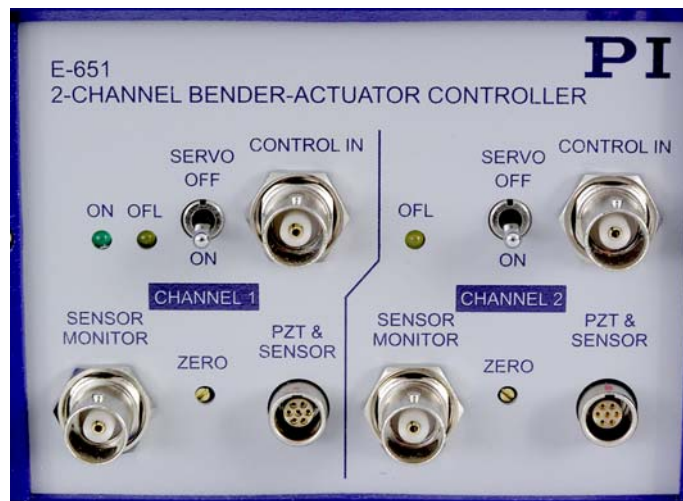 PI
E-651
2-CHANNEL BENDER-ACTUATOR CONTROLLER
SERVO
OFF
CONTROL IN
ON OFL
ON
CHANNEL 1
SENSOR
MONITOR
ZERO
PZT &
SENSOR
SERVO
OFF
CONTROL IN
OFL
ON
CHANNEL 2
SENSOR
MONITOR
ZERO
PZT &
SENSOR